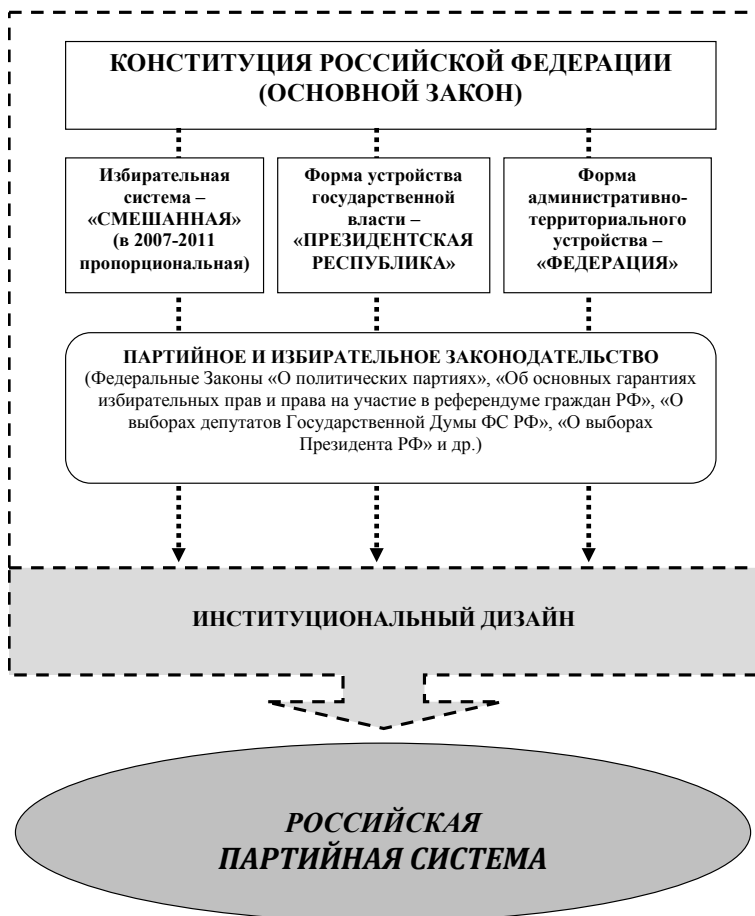 КОНСТИТУЦИЯ РОССИЙСКОЙ ФЕДЕРАЦИИ
(ОСНОВНОЙ ЗАКОН)
Избирательная
система –
«СМЕШАННАЯ»
(в 2007-2011
пропорциональная)
Форма устройства
государственной
власти –
«ПРЕЗИДЕНТСКАЯ
РЕСПУБЛИКА»
Форма
административно-
территориального
устройства –
«ФЕДЕРАЦИЯ»
ПАРТИЙНОЕ И ИЗБИРАТЕЛЬНОЕ ЗАКОНОДАТЕЛЬСТВО
(Федеральные Законы «О политических партиях», «Об основных гарантиях
избирательных прав и права на участие в референдуме граждан РФ», «О
выборах депутатов Государственной Думы ФС РФ», «О выборах
Президента РФ» и др.)
ИНСТИТУЦИОНАЛЬНЫЙ ДИЗАЙН
РОССИЙСКАЯ
ПАРТИЙНАЯ СИСТЕМА